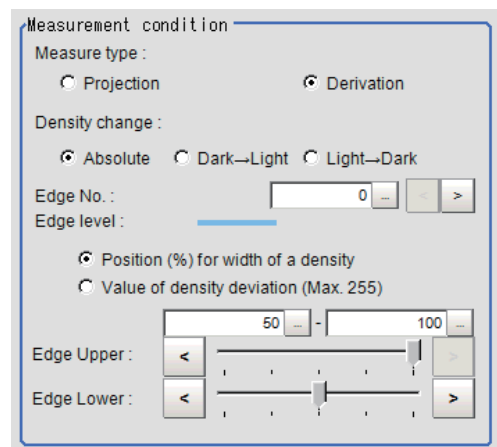 Measurement condition
Measure type :
Projection Derivation
Density change :
Absolute Dark→Light Light→Dark
Edge No. : 0 ... < >
Edge level :
Position (%) for width of a density
Value of density deviation (Max. 255)
50 ... - 100 ...
Edge Upper : < >
Edge Lower : < >